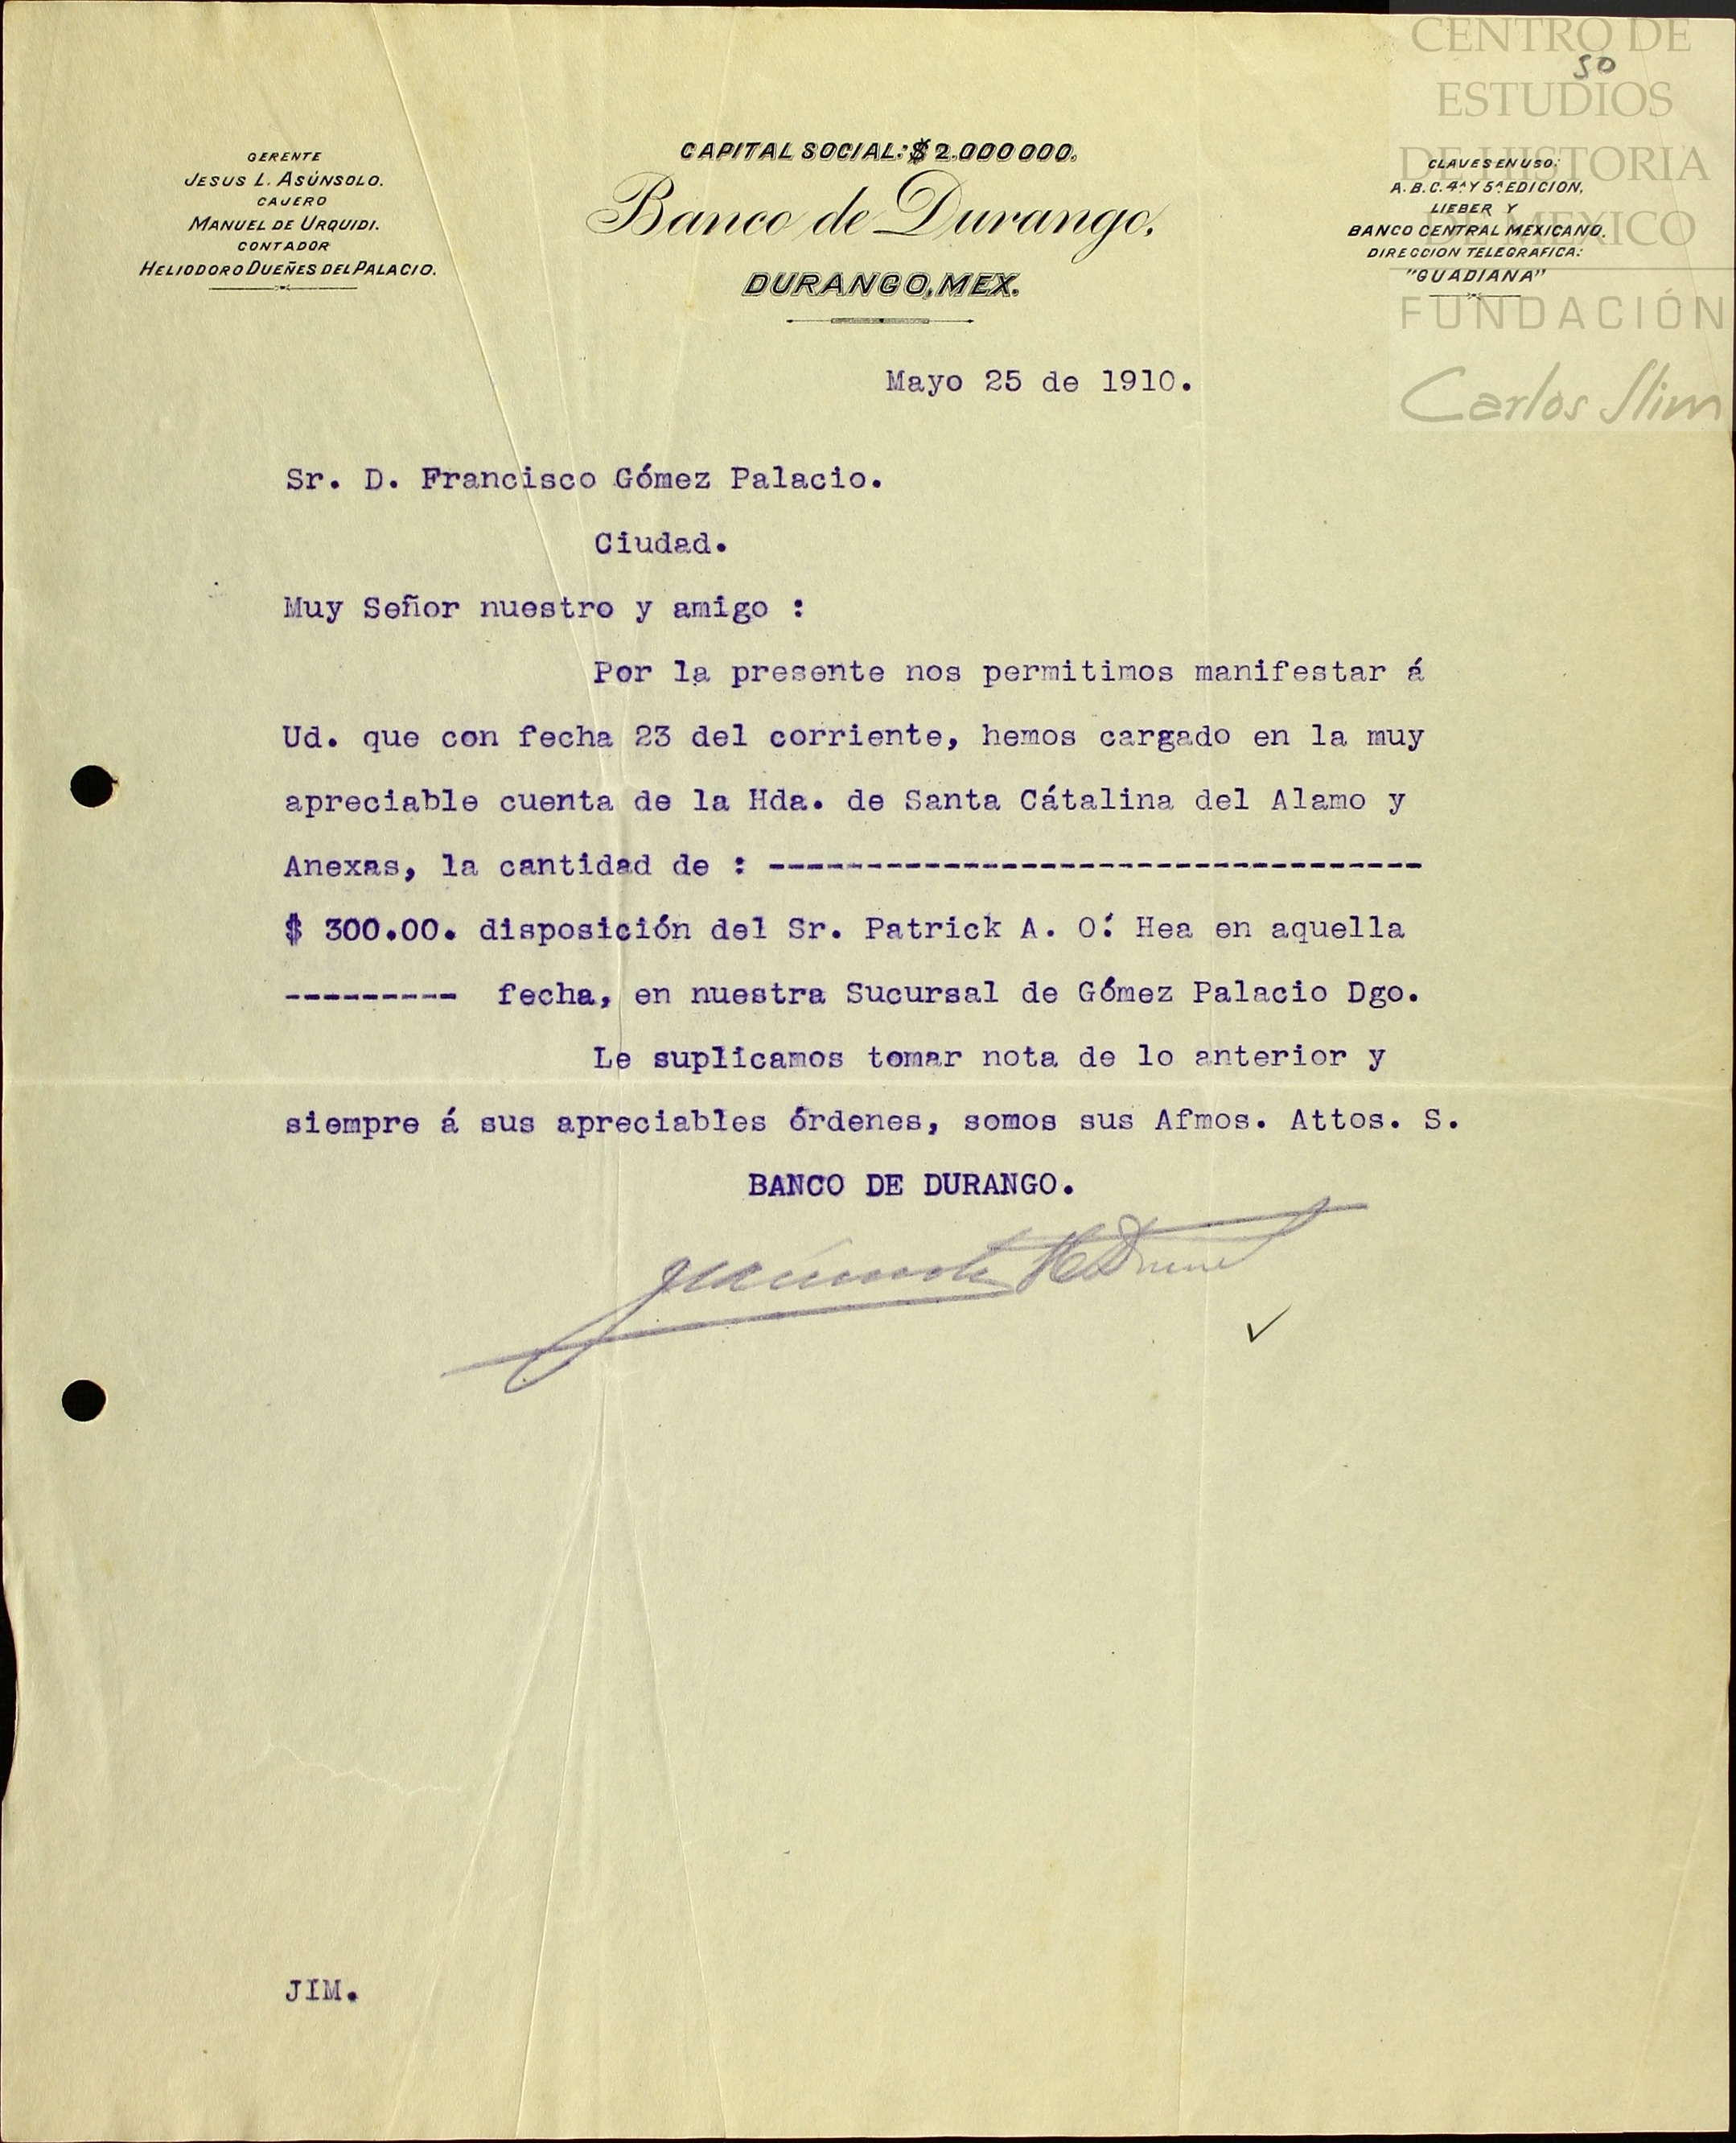 CENTRO DE
50
ESTUDIOS
DE HISTORIA
DE MEXICO
FUNDACIÓN
Carlos Slim
GERENTE
JESUS L. ASÚNSOLO.
CAJERO
MANUEL DE URQUIDI.
CONTADOR
HELIODORO DUEÑES DEL PALACIO.
CAPITAL SOCIAL: $ 2.000 000.
Banco de Durango.
DURANGO, MEX.
CLAVES EN USO:
A. B. C. 4ª Y 5ª EDICION,
LIEBER Y
BANCO CENTRAL MEXICANO.
DIRECCION TELEGRAFICA:
"GUADIANA"
Mayo 25 de 1910.
Sr. D. Francisco Gómez Palacio.
Ciudad.
Muy Señor nuestro y amigo :
Por la presente nos permitimos manifestar á
Ud. que con fecha 23 del corriente, hemos cargado en la muy
apreciable cuenta de la Hda. de Santa Cátalina del Alamo y
Anexas, la cantidad de : ----------------------------------
$ 300.00. disposición del Sr. Patrick A. O´. Hea en aquella
--------- fecha, en nuestra Sucursal de Gómez Palacio Dgo.
Le suplicamos tomar nota de lo anterior y
siempre á sus apreciables órdenes, somos sus Afmos. Attos. S.
BANCO DE DURANGO.
JIM.